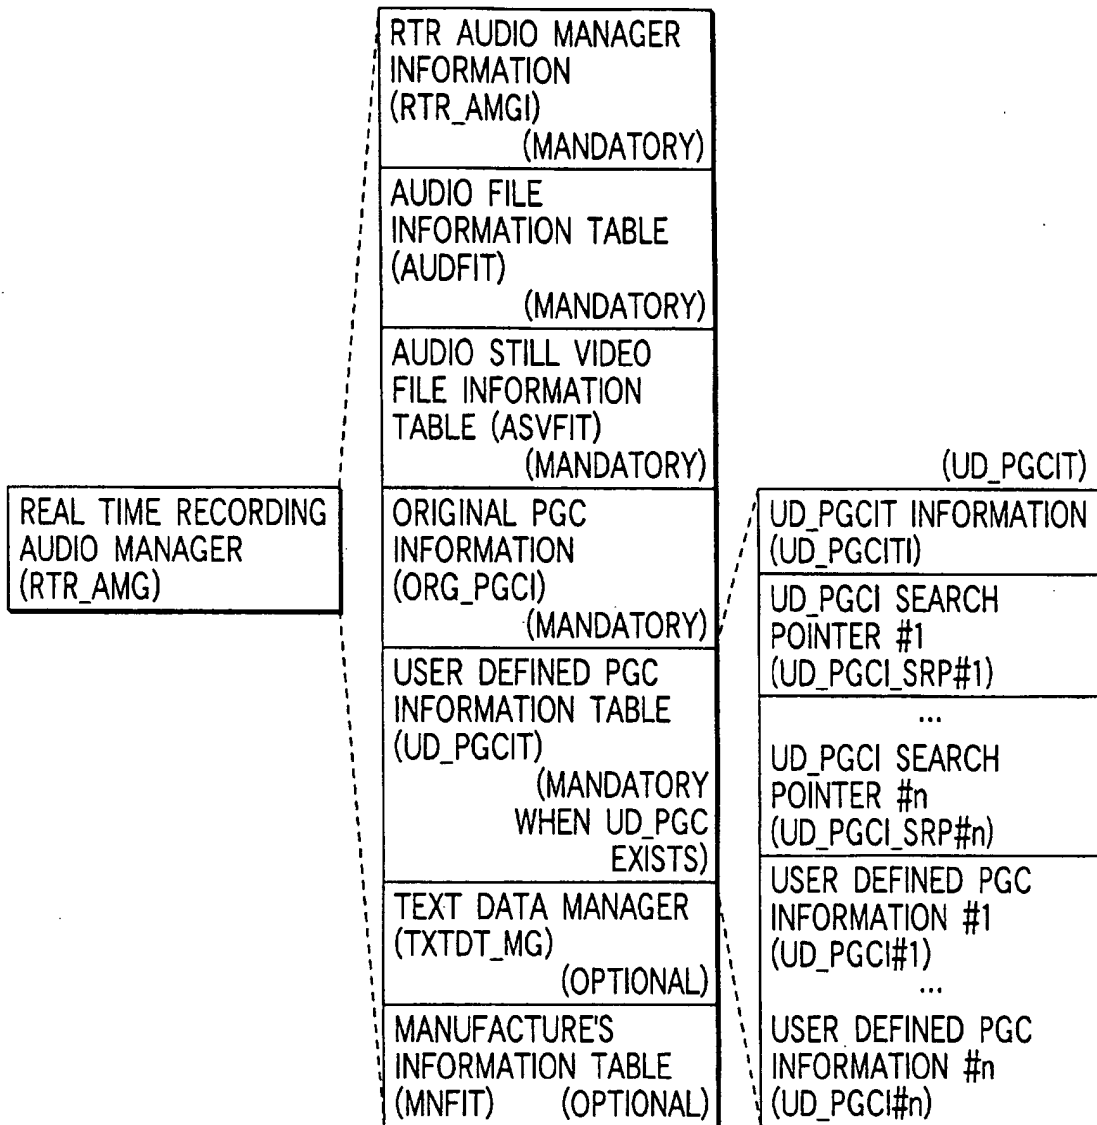 REAL TIME RECORDING
AUDIO MANAGER
(RTR_AMG)
RTR AUDIO MANAGER
INFORMATION
(RTR_AMGI)
(MANDATORY)
AUDIO FILE
INFORMATION TABLE
(AUDFIT)
(MANDATORY)
AUDIO STILL VIDEO
FILE INFORMATION
TABLE (ASVFIT)
(MANDATORY)
ORIGINAL PGC
INFORMATION
(ORG_PGCI)
(MANDATORY)
USER DEFINED PGC
INFORMATION TABLE
(UD_PGCIT)
(MANDATORY
WHEN UD_PGC
EXISTS)
TEXT DATA MANAGER
(TXTDT_MG)
(OPTIONAL)
MANUFACTURE'S
INFORMATION TABLE
(MNFIT) (OPTIONAL)
(UD_PGCIT)
UD_PGCIT INFORMATION
(UD_PGCITI)
UD_PGCI SEARCH
POINTER #1
(UD_PGCI_SRP#1)
...
UD_PGCI SEARCH
POINTER #n
(UD_PGCI_SRP#n)
USER DEFINED PGC
INFORMATION #1
(UD_PGCI#1)
...
USER DEFINED PGC
INFORMATION #n
(UD_PGCI#n)